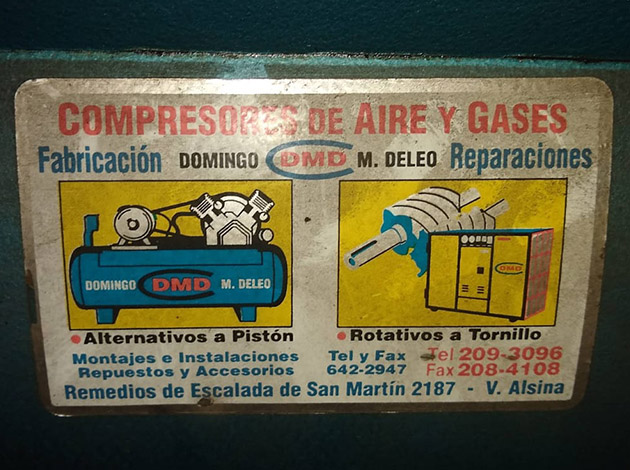 COMPRESORES DE AIRE Y GASES
Fabricación DOMINGO DMD M. DELEO Reparaciones
DOMINGO DMD M. DELEO
DMD
• Alternativos a Pistón
• Rotativos a Tornillo
Montajes e Instalaciones
Repuestos y Accesorios
Tel y Fax
642-2947
Tel 209-3096
Fax 208-4108
Remedios de Escalada de San Martín 2187 - V. Alsina